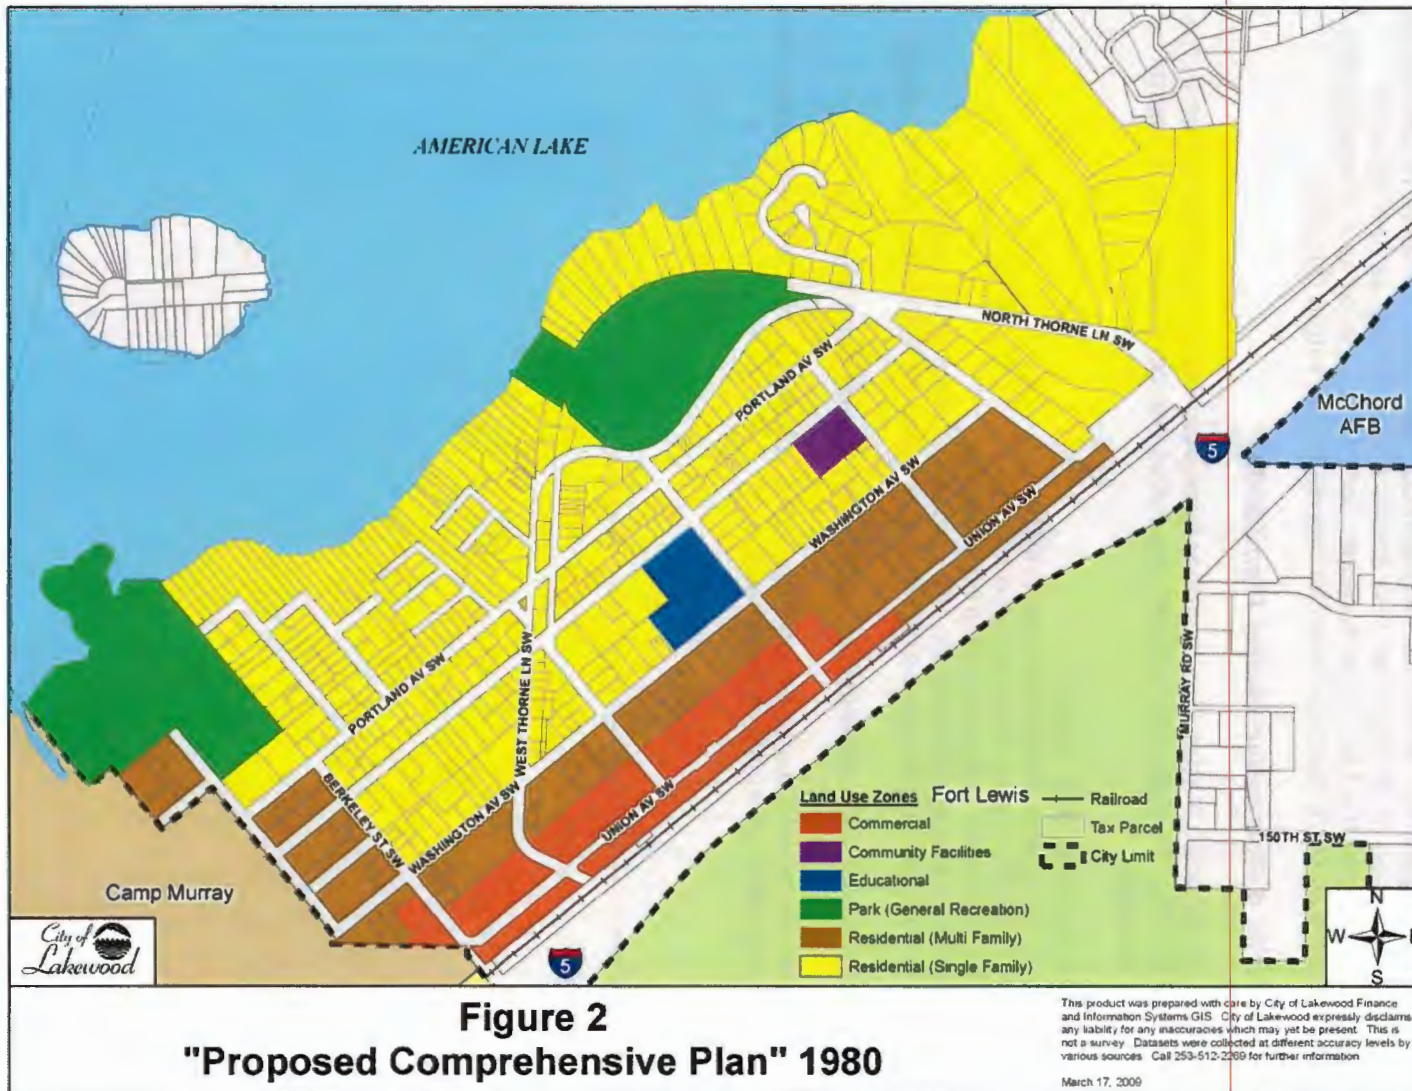 AMERICAN LAKE
NORTH THORNE LN SW
PORTLAND AV SW
McChord
AFB
5
WASHINGTON AV SW
UNION AV SW
MURRAY RD SW
PORTLAND AV SW
WEST THORNE LN SW
BERKELEY ST SW
WASHINGTON AV SW
UNION AV SW
Land Use Zones
Fort Lewis
Commercial
Community Facilities
Educational
Park (General Recreation)
Residential (Multi Family)
Residential (Single Family)
Railroad
Tax Parcel
City Limit
150TH ST SW
Camp Murray
City of
Lakewood
5
N
W
E
S
Figure 2
"Proposed Comprehensive Plan" 1980
This product was prepared with care by City of Lakewood Finance
and Information Systems GIS. City of Lakewood expressly disclaims
any liability for any inaccuracies which may yet be present. This is
not a survey. Datasets were collected at different accuracy levels by
various sources. Call 253-512-2269 for further information
March 17, 2009